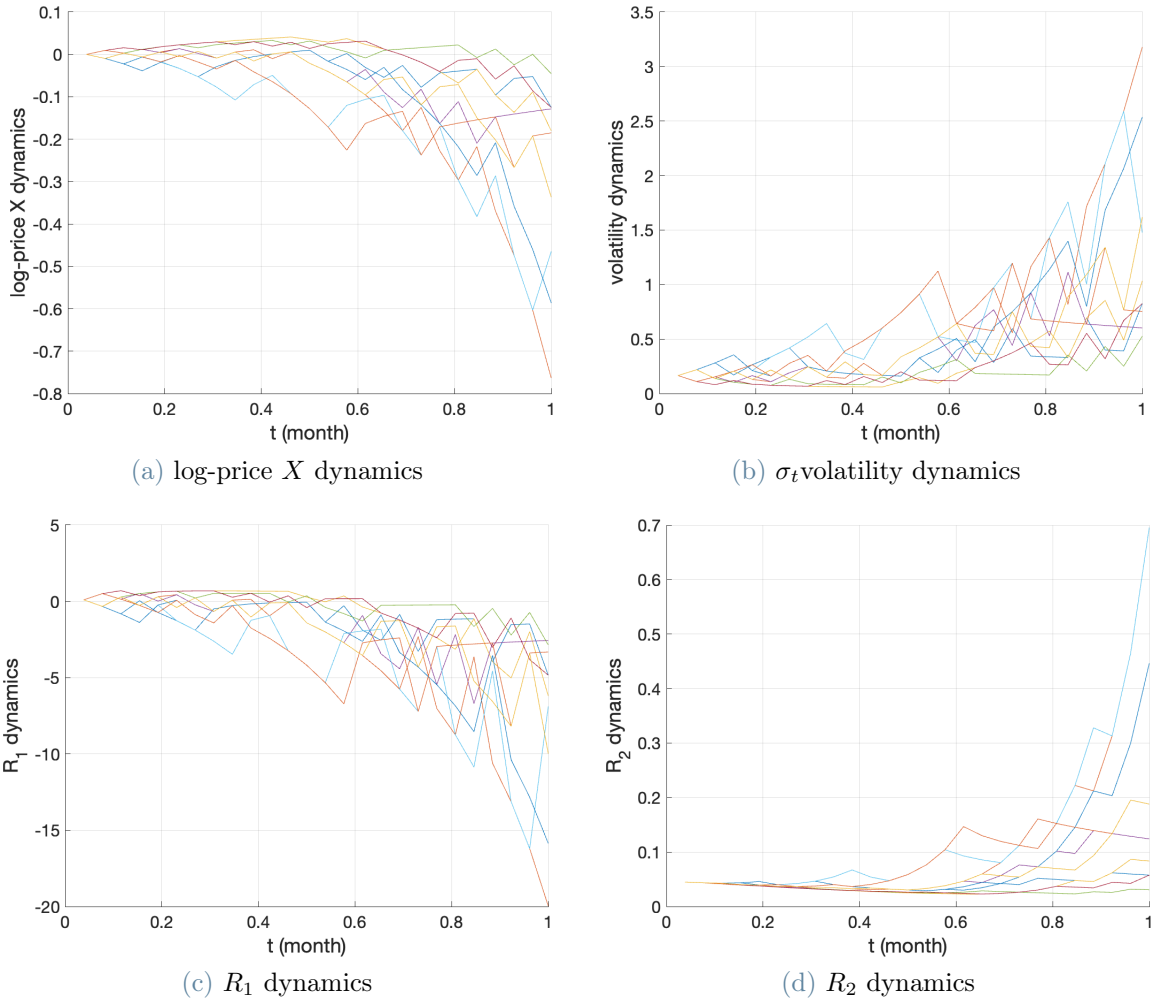 log-price X dynamics
0.1
0
-0.1
-0.2
-0.3
-0.4
-0.5
-0.6
-0.7
-0.8
0 0.2 0.4 0.6 0.8 1
t (month)
(a) log-price X dynamics
volatility dynamics
3.5
3
2.5
2
1.5
1
0.5
0
0 0.2 0.4 0.6 0.8 1
t (month)
(b) σₜvolatility dynamics
R₁ dynamics
5
0
-5
-10
-15
-20
0 0.2 0.4 0.6 0.8 1
t (month)
(c) R₁ dynamics
R₂ dynamics
0.7
0.6
0.5
0.4
0.3
0.2
0.1
0
0 0.2 0.4 0.6 0.8 1
t (month)
(d) R₂ dynamics